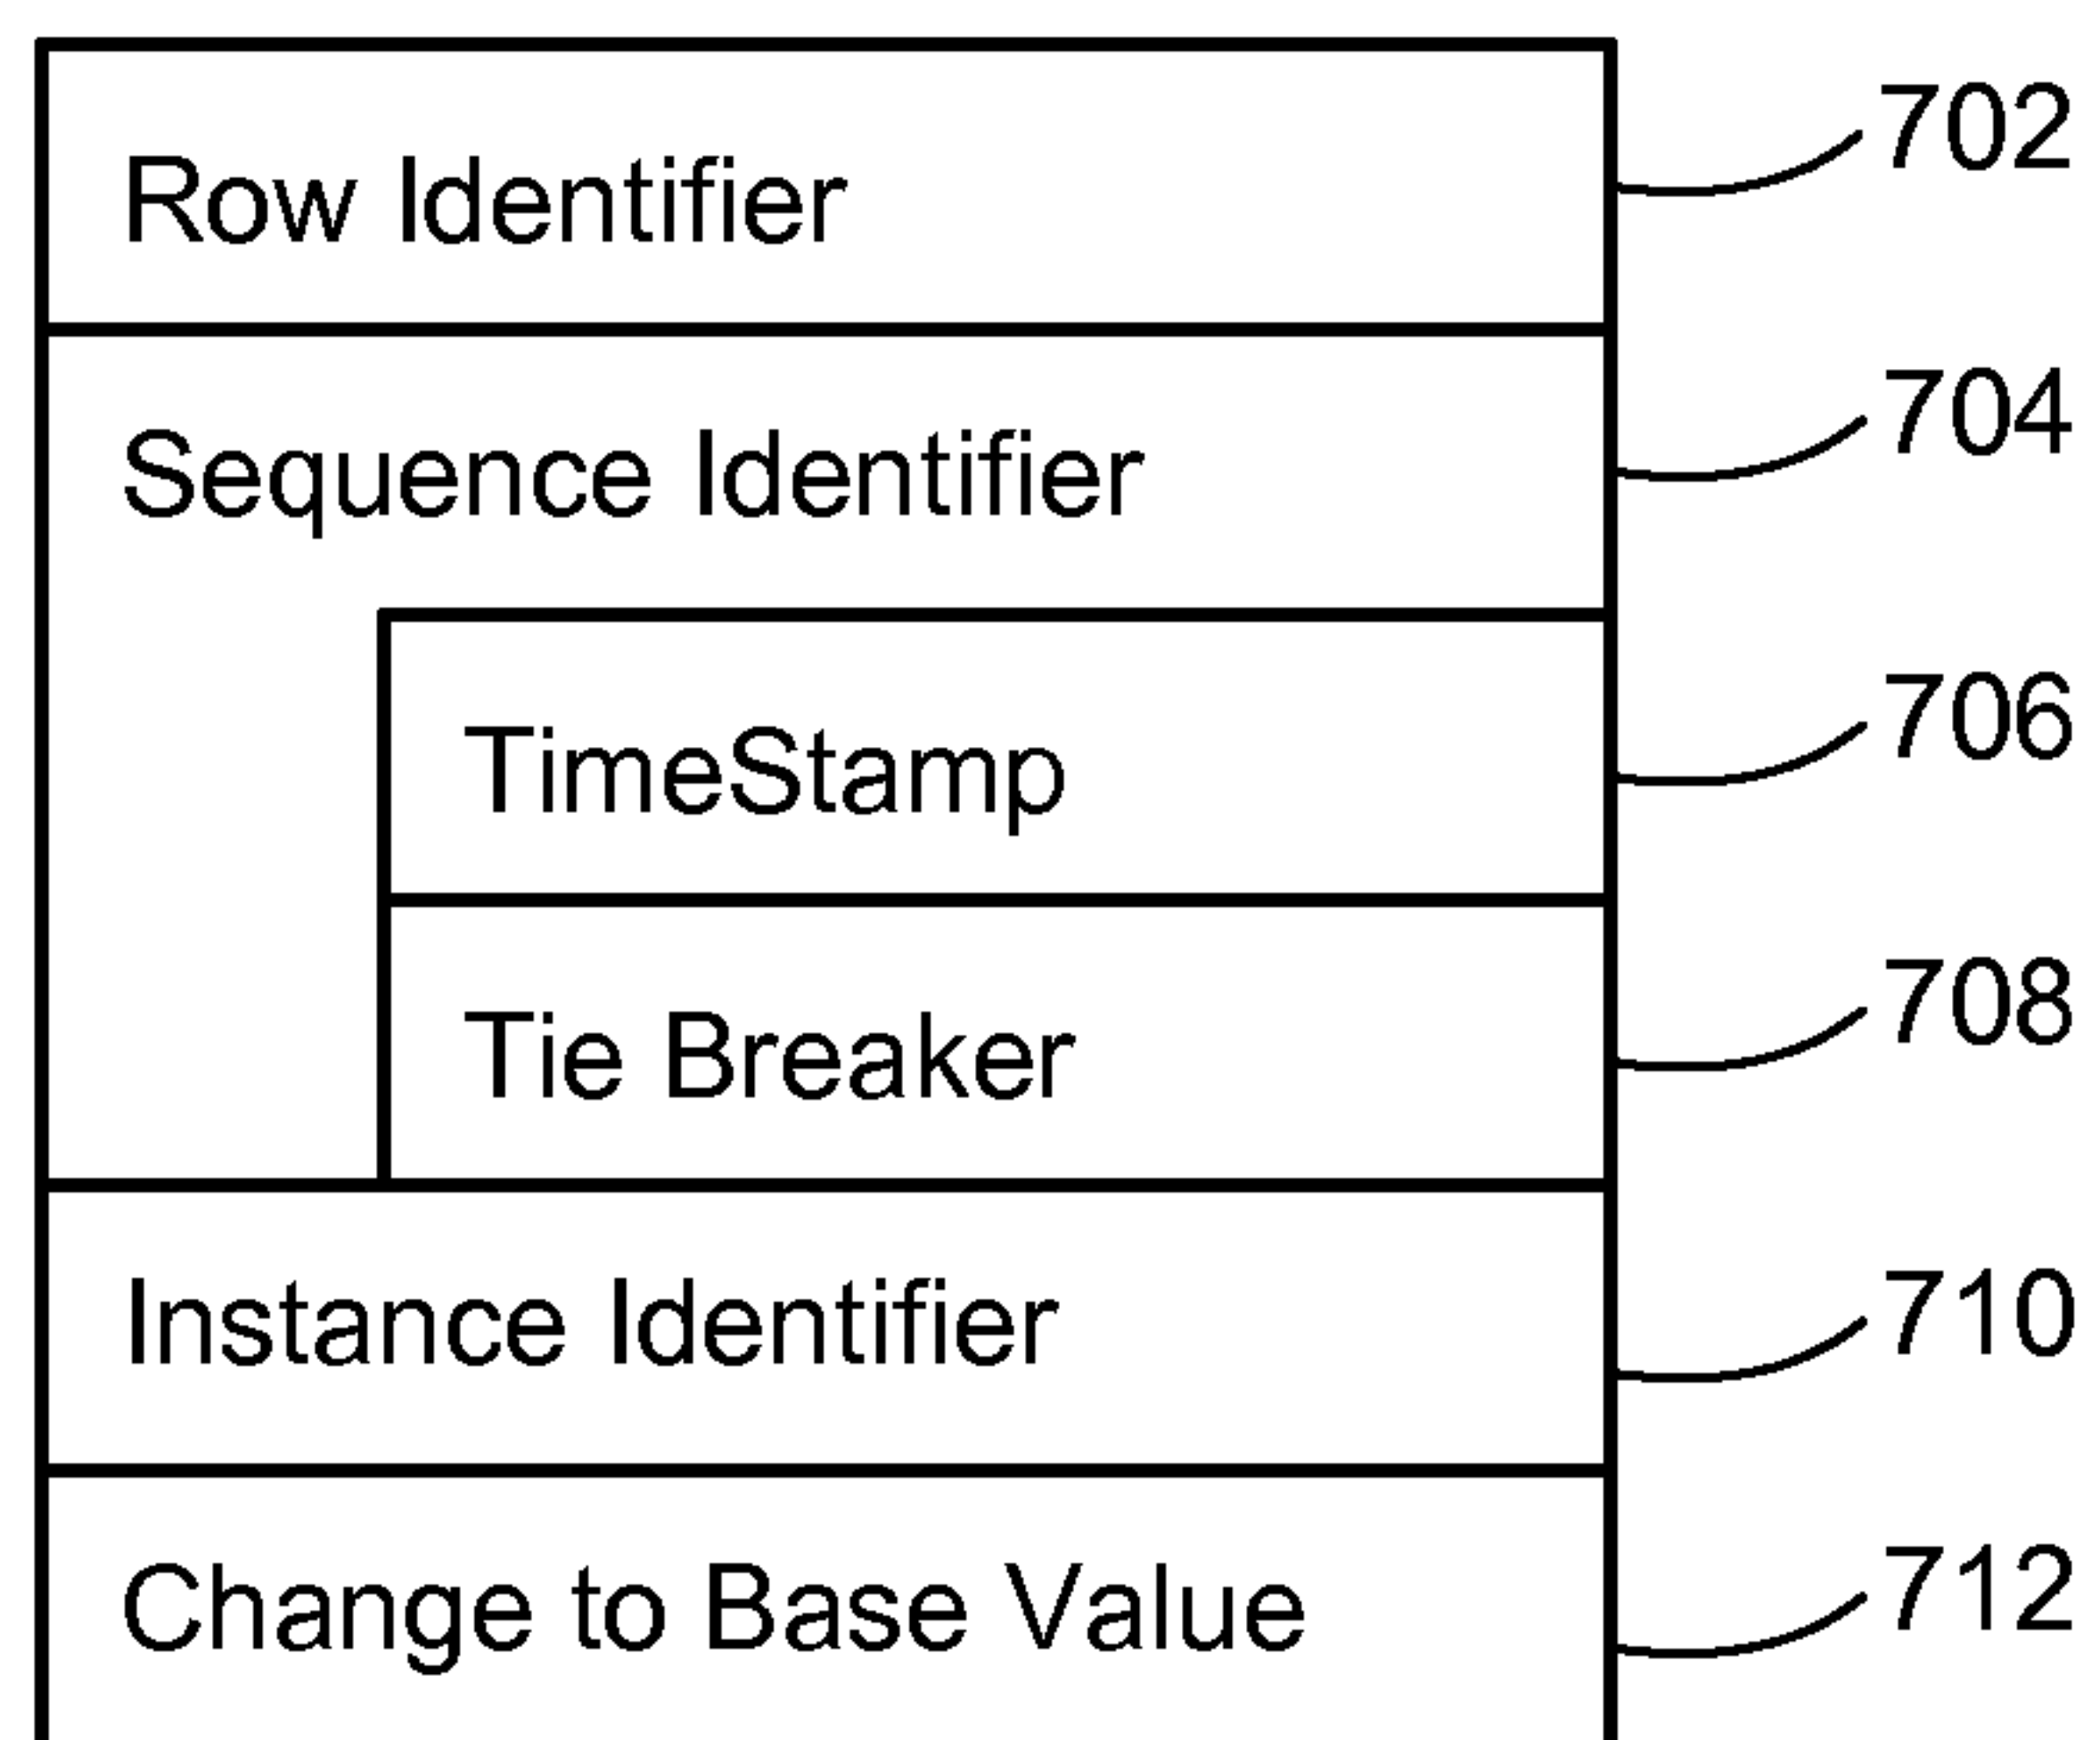 Row Identifier 702
Sequence Identifier 704
TimeStamp 706
Tie Breaker 708
Instance Identifier 710
Change to Base Value 712